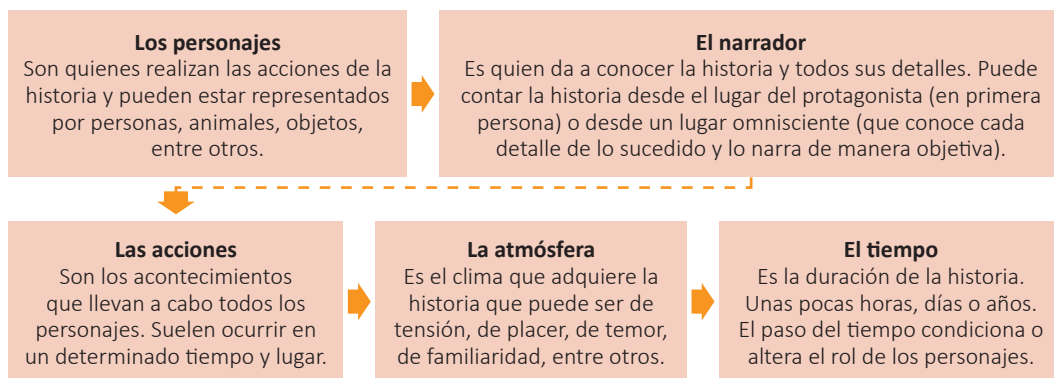 Los personajes
Son quienes realizan las acciones de la
historia y pueden estar representados
por personas, animales, objetos,
entre otros.
El narrador
Es quien da a conocer la historia y todos sus detalles. Puede
contar la historia desde el lugar del protagonista (en primera
persona) o desde un lugar omnisciente (que conoce cada
detalle de lo sucedido y lo narra de manera objetiva).
Las acciones
Son los acontecimientos
que llevan a cabo todos los
personajes. Suelen ocurrir en
un determinado tiempo y lugar.
La atmósfera
Es el clima que adquiere la
historia que puede ser de
tensión, de placer, de temor,
de familiaridad, entre otros.
El tiempo
Es la duración de la historia.
Unas pocas horas, días o años.
El paso del tiempo condiciona o
altera el rol de los personajes.